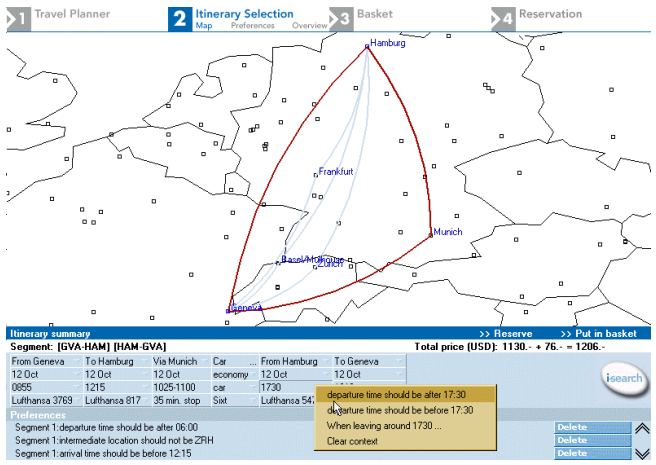 1 Travel Planner
2 Itinerary Selection
Map Preferences Overview
3 Basket
4 Reservation
Hamburg
Frankfurt
Munich
Basel/Mulhouse
Zurich
Geneva
Itinerary summary >> Reserve >> Put in basket
Segment: [GVA-HAM] [HAM-GVA] Total price (USD): 1130.- + 76.- = 1206.-
From Geneva To Hamburg Via Munich Car ... From Hamburg To Geneva
12 Oct 12 Oct 12 Oct economy 12 Oct 12 Oct
0855 1215 1025-1100 car 1730
Lufthansa 3769 Lufthansa 817 35 min. stop Sixt Lufthansa 547
isearch
departure time should be after 17:30
departure time should be before 17:30
When leaving around 1730 ...
Clear context
Preferences
Segment 1:departure time should be after 06:00 Delete
Segment 1:intermediate location should not be ZRH Delete
Segment 1:arrival time should be before 12:15 Delete